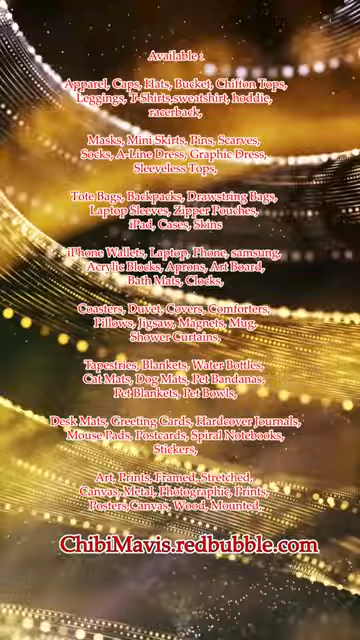 Available :
Apparel, Caps, Hats, Bucket, Chiffon Tops,
Leggings, T-Shirts,sweatshirt, hoddie,
racerback,
Masks, Mini Skirts, Pins, Scarves,
Socks, A-Line Dress, Graphic Dress,
Sleeveless Tops,
Tote Bags, Backpacks, Drawstring Bags,
Laptop Sleeves, Zipper Pouches,
iPad, Cases, Skins
iPhone Wallets, Laptop, Phone, samsung,
Acrylic Blocks, Aprons, Art Board,
Bath Mats, Clocks,
Coasters, Duvet, Covers, Comforters,
Pillows, Jigsaw, Magnets, Mug,
Shower Curtains,
Tapestries, Blankets, Water Bottles,
Cat Mats, Dog Mats, Pet Bandanas,
Pet Blankets, Pet Bowls,
Desk Mats, Greeting Cards, Hardcover Journals,
Mouse Pads, Postcards, Spiral Notebooks,
Stickers,
Art, Prints, Framed, Stretched,
Canvas, Metal, Photographic, Prints,
Posters,Canvas, Wood, Mounted,
ChibiMavis.redbubble.com